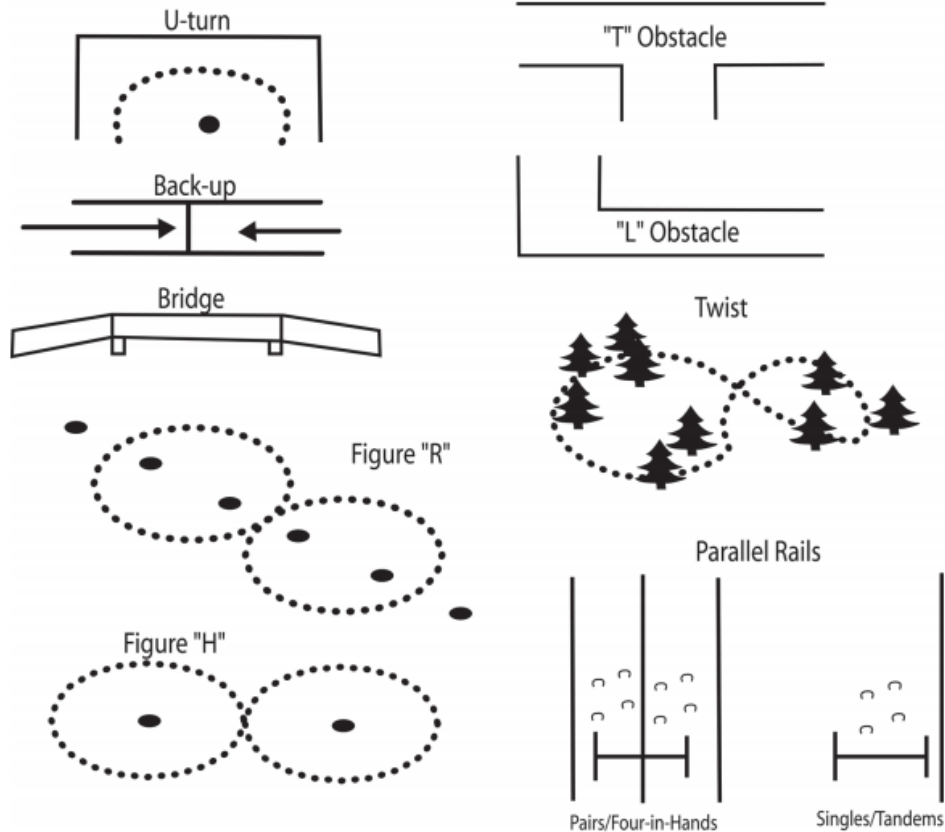 U-turn
"T" Obstacle
Back-up
"L" Obstacle
Bridge
Twist
Figure "R"
Parallel Rails
Figure "H"
Pairs/Four-in-Hands
Singles/Tandems